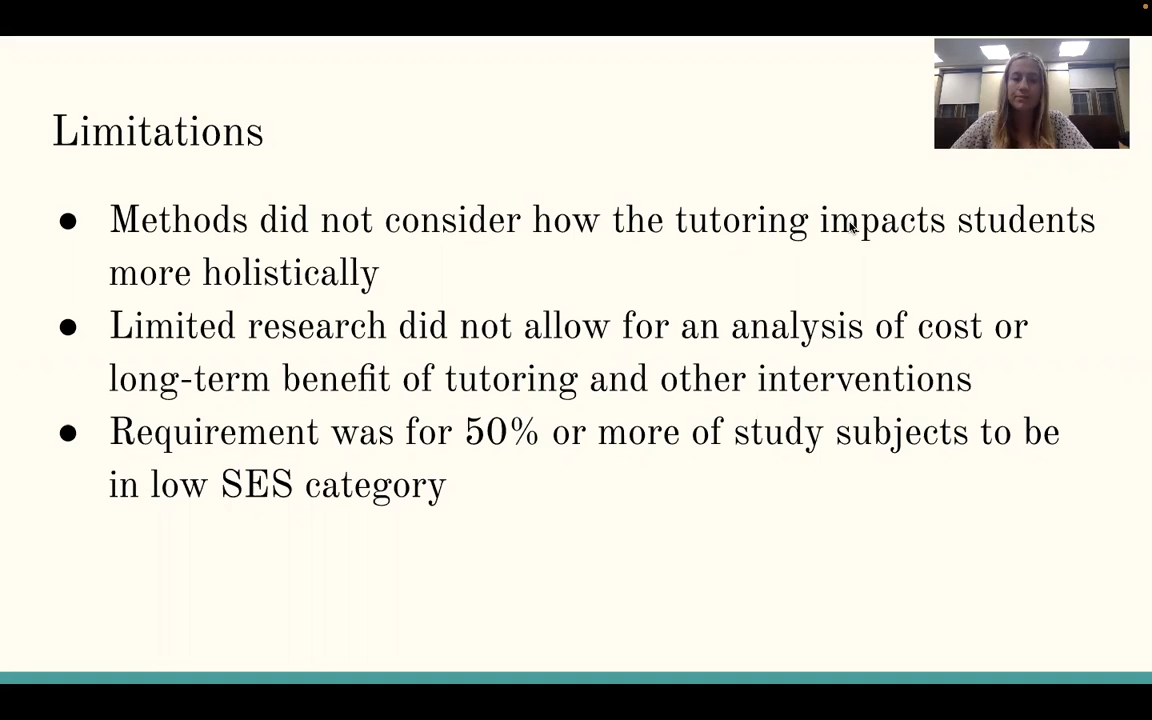 Limitations
● Methods did not consider how the tutoring impacts students
more holistically
● Limited research did not allow for an analysis of cost or
long-term benefit of tutoring and other interventions
● Requirement was for 50% or more of study subjects to be
in low SES category